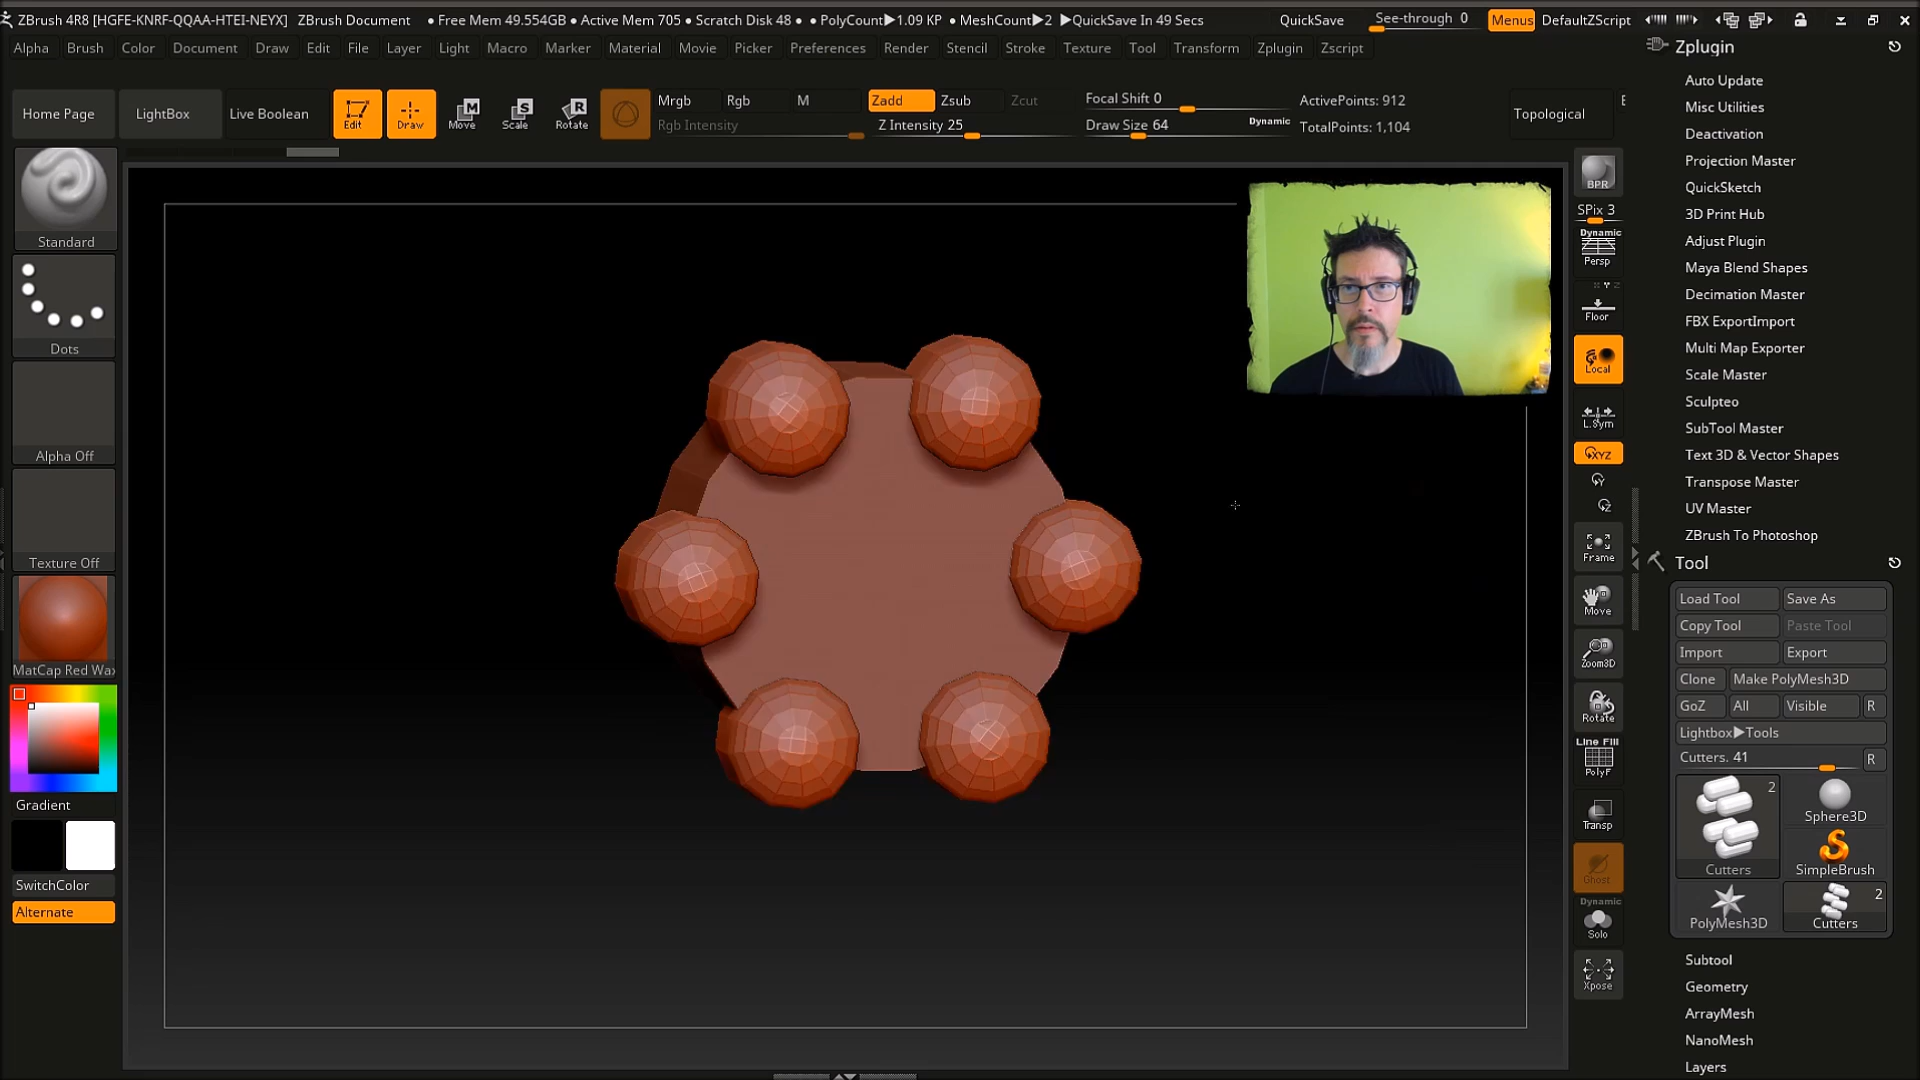 ZBrush 4R8 [HGFE-KNRF-QQAA-HTEI-NEYX] ZBrush Document • Free Mem 49.554GB • Active Mem 705 • Scratch Disk 48 • • PolyCount▶1.09 KP • MeshCount▶2 ▶QuickSave In 49 Secs QuickSave See-through 0 Menus DefaultZScript
Alpha Brush Color Document Draw Edit File Layer Light Macro Marker Material Movie Picker Preferences Render Stencil Stroke Texture Tool Transform Zplugin Zscript
Home Page
LightBox
Live Boolean
Edit
Draw
Move
Scale
Rotate
Mrgb Rgb M
Rgb Intensity
Zadd Zsub Zcut
Z Intensity 25
Focal Shift 0
Draw Size 64
Dynamic
ActivePoints: 912
TotalPoints: 1,104
Topological
Standard
Dots
Alpha Off
Texture Off
MatCap Red Wax
Gradient
SwitchColor
Alternate
BPR
SPix 3
Dynamic
Persp
Floor
Local
L.Sym
XYZ
Y
Z
Frame
Move
Zoom3D
Rotate
Line Fill
PolyF
Transp
Ghost
Dynamic
Solo
Xpose
Zplugin
Auto Update
Misc Utilities
Deactivation
Projection Master
QuickSketch
3D Print Hub
Adjust Plugin
Maya Blend Shapes
Decimation Master
FBX ExportImport
Multi Map Exporter
Scale Master
Sculpteo
SubTool Master
Text 3D & Vector Shapes
Transpose Master
UV Master
ZBrush To Photoshop
Tool
Load Tool Save As
Copy Tool Paste Tool
Import Export
Clone Make PolyMesh3D
GoZ All Visible R
Lightbox▶Tools
Cutters. 41 R
2
Cutters
Sphere3D
SimpleBrush
PolyMesh3D
2
Cutters
Subtool
Geometry
ArrayMesh
NanoMesh
Layers